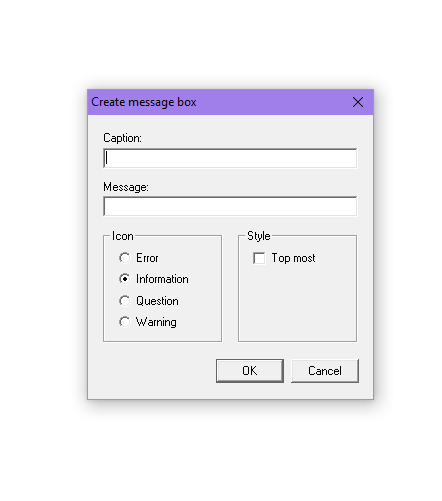 Create message box
Caption:
Message:
Icon
Style
Error
Top most
Information
Question
Warning
OK
Cancel